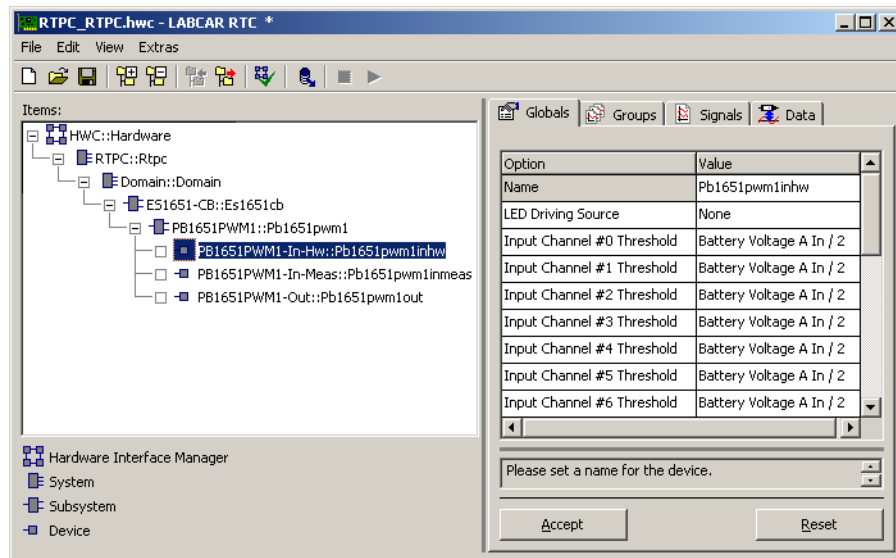 RTPC_RTPC.hwc - LABCAR RTC *
File Edit View Extras
Items:
HWC::Hardware
RTPC::Rtpc
Domain::Domain
ES1651-CB::Es1651cb
PB1651PWM1::Pb1651pwm1
PB1651PWM1-In-Hw::Pb1651pwm1inhw
PB1651PWM1-In-Meas::Pb1651pwm1inmeas
PB1651PWM1-Out::Pb1651pwm1out
Hardware Interface Manager
System
Subsystem
Device
Globals Groups Signals Data
Option Value
Name Pb1651pwm1inhw
LED Driving Source None
Input Channel #0 Threshold Battery Voltage A In / 2
Input Channel #1 Threshold Battery Voltage A In / 2
Input Channel #2 Threshold Battery Voltage A In / 2
Input Channel #3 Threshold Battery Voltage A In / 2
Input Channel #4 Threshold Battery Voltage A In / 2
Input Channel #5 Threshold Battery Voltage A In / 2
Input Channel #6 Threshold Battery Voltage A In / 2
Please set a name for the device.
Accept Reset